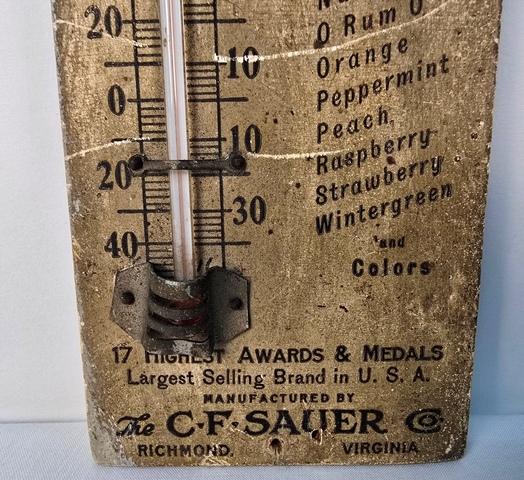 20
10
0
10
20
30
40
O Rum O
Orange
Peppermint
Peach
Raspberry
Strawberry
Wintergreen
and
Colors
17 HIGHEST AWARDS & MEDALS
Largest Selling Brand in U. S. A.
MANUFACTURED BY
The C·F·SAUER Co
RICHMOND, VIRGINIA